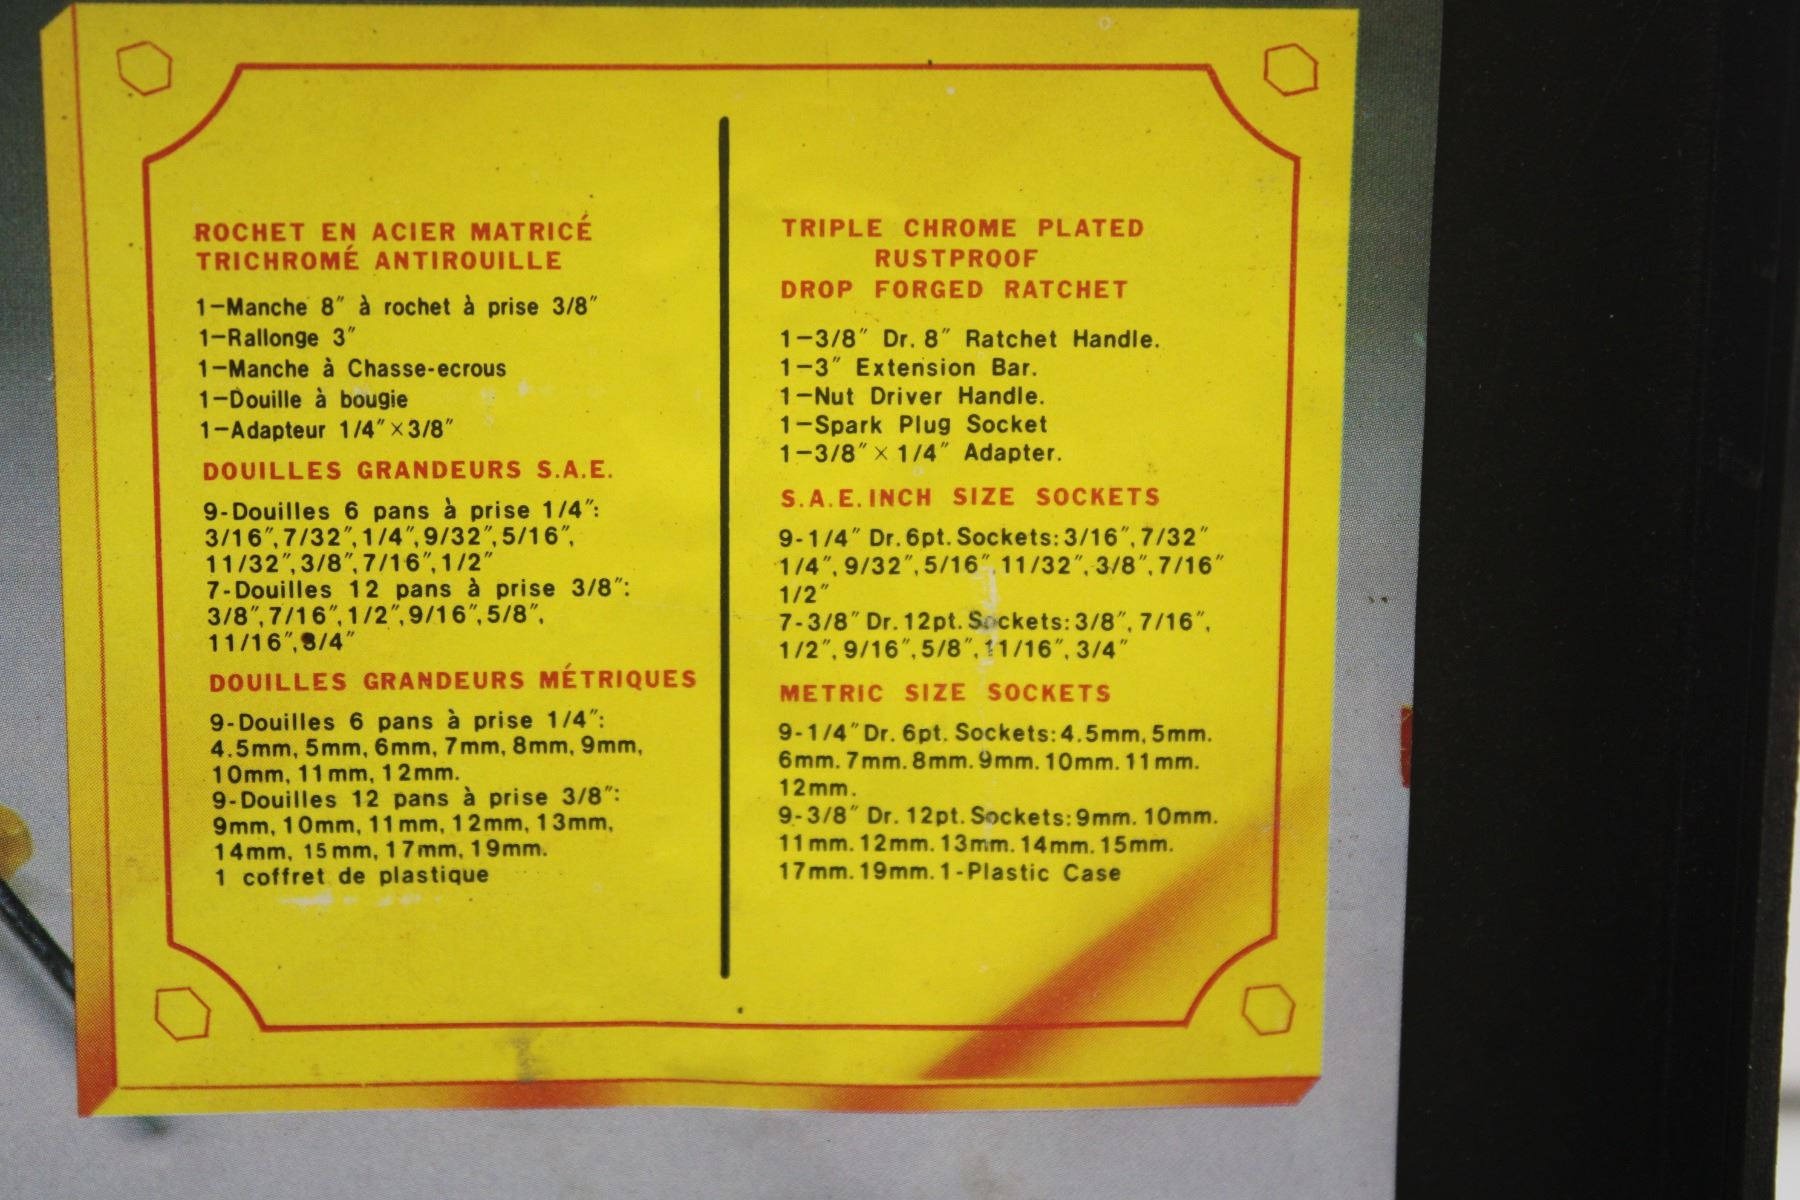 ROCHET EN ACIER MATRICÉ
TRICHROMÉ ANTIROUILLE
1-Manche 8" à rochet à prise 3/8"
1-Rallonge 3"
1-Manche à Chasse-ecrous
1-Douille à bougie
1-Adapteur 1/4"×3/8"
DOUILLES GRANDEURS S.A.E.
9-Douilles 6 pans à prise 1/4":
3/16",7/32",1/4",9/32",5/16",
11/32",3/8",7/16",1/2"
7-Douilles 12 pans à prise 3/8":
3/8",7/16",1/2",9/16",5/8",
11/16",3/4"
DOUILLES GRANDEURS MÉTRIQUES
9-Douilles 6 pans à prise 1/4":
4.5mm, 5mm, 6mm, 7mm, 8mm, 9mm,
10mm, 11mm, 12mm.
9-Douilles 12 pans à prise 3/8":
9mm, 10mm, 11mm, 12mm, 13mm,
14mm, 15mm, 17mm, 19mm.
1 coffret de plastique
TRIPLE CHROME PLATED
RUSTPROOF
DROP FORGED RATCHET
1-3/8" Dr. 8" Ratchet Handle.
1-3" Extension Bar.
1-Nut Driver Handle.
1-Spark Plug Socket
1-3/8"×1/4" Adapter.
S.A.E. INCH SIZE SOCKETS
9-1/4" Dr. 6pt. Sockets: 3/16", 7/32"
1/4", 9/32", 5/16", 11/32", 3/8", 7/16"
1/2"
7-3/8" Dr. 12pt. Sockets: 3/8", 7/16",
1/2", 9/16", 5/8", 11/16", 3/4"
METRIC SIZE SOCKETS
9-1/4" Dr. 6pt. Sockets: 4.5mm, 5mm.
6mm. 7mm. 8mm. 9mm. 10mm. 11mm.
12mm.
9-3/8" Dr. 12pt. Sockets: 9mm. 10mm.
11mm. 12mm. 13mm. 14mm. 15mm.
17mm. 19mm. 1-Plastic Case